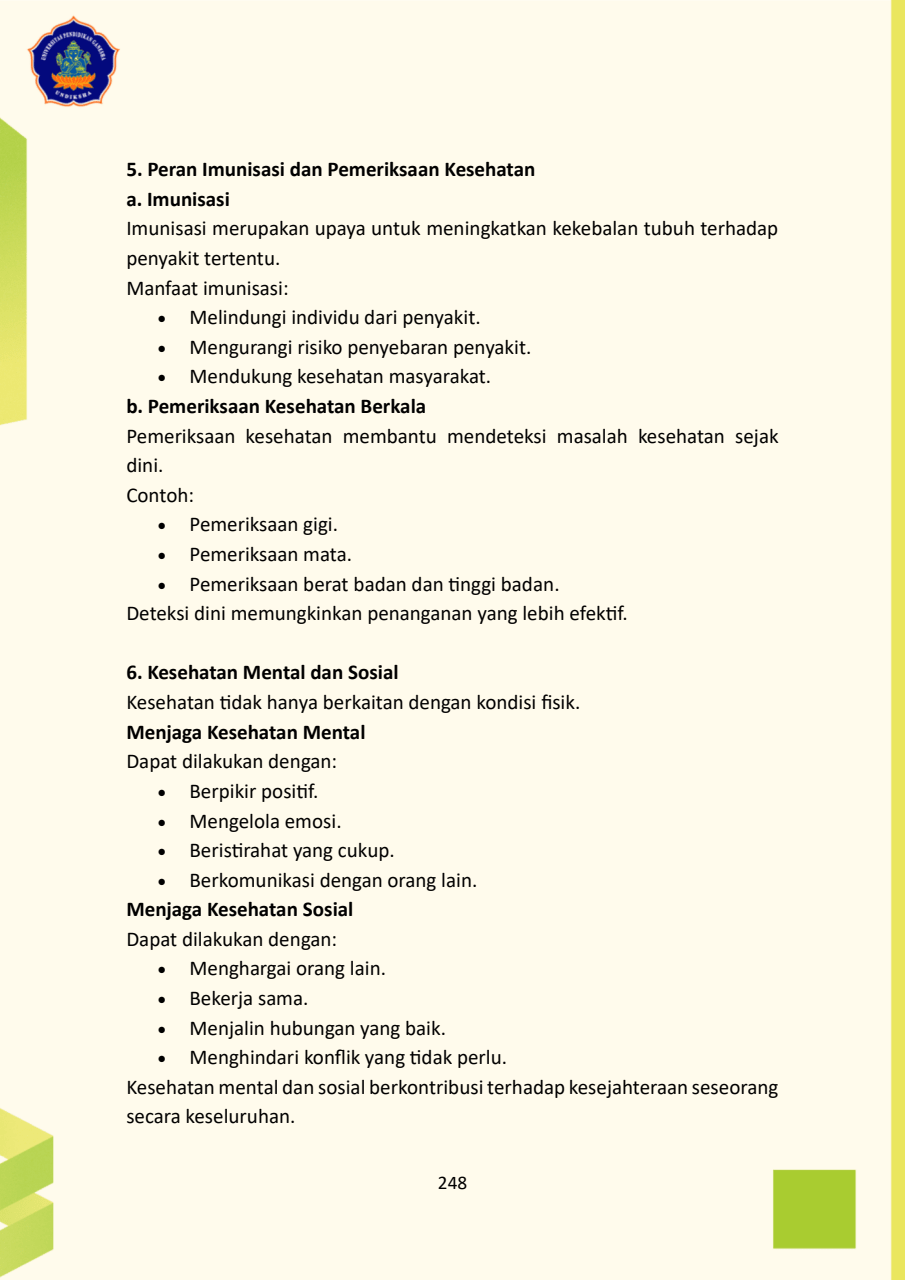 UNIVERSITAS PENDIDIKAN GANESHA
UNDIKSHA
5. Peran Imunisasi dan Pemeriksaan Kesehatan
a. Imunisasi
Imunisasi merupakan upaya untuk meningkatkan kekebalan tubuh terhadap
penyakit tertentu.
Manfaat imunisasi:
• Melindungi individu dari penyakit.
• Mengurangi risiko penyebaran penyakit.
• Mendukung kesehatan masyarakat.
b. Pemeriksaan Kesehatan Berkala
Pemeriksaan kesehatan membantu mendeteksi masalah kesehatan sejak
dini.
Contoh:
• Pemeriksaan gigi.
• Pemeriksaan mata.
• Pemeriksaan berat badan dan tinggi badan.
Deteksi dini memungkinkan penanganan yang lebih efektif.
6. Kesehatan Mental dan Sosial
Kesehatan tidak hanya berkaitan dengan kondisi fisik.
Menjaga Kesehatan Mental
Dapat dilakukan dengan:
• Berpikir positif.
• Mengelola emosi.
• Beristirahat yang cukup.
• Berkomunikasi dengan orang lain.
Menjaga Kesehatan Sosial
Dapat dilakukan dengan:
• Menghargai orang lain.
• Bekerja sama.
• Menjalin hubungan yang baik.
• Menghindari konflik yang tidak perlu.
Kesehatan mental dan sosial berkontribusi terhadap kesejahteraan seseorang
secara keseluruhan.
248